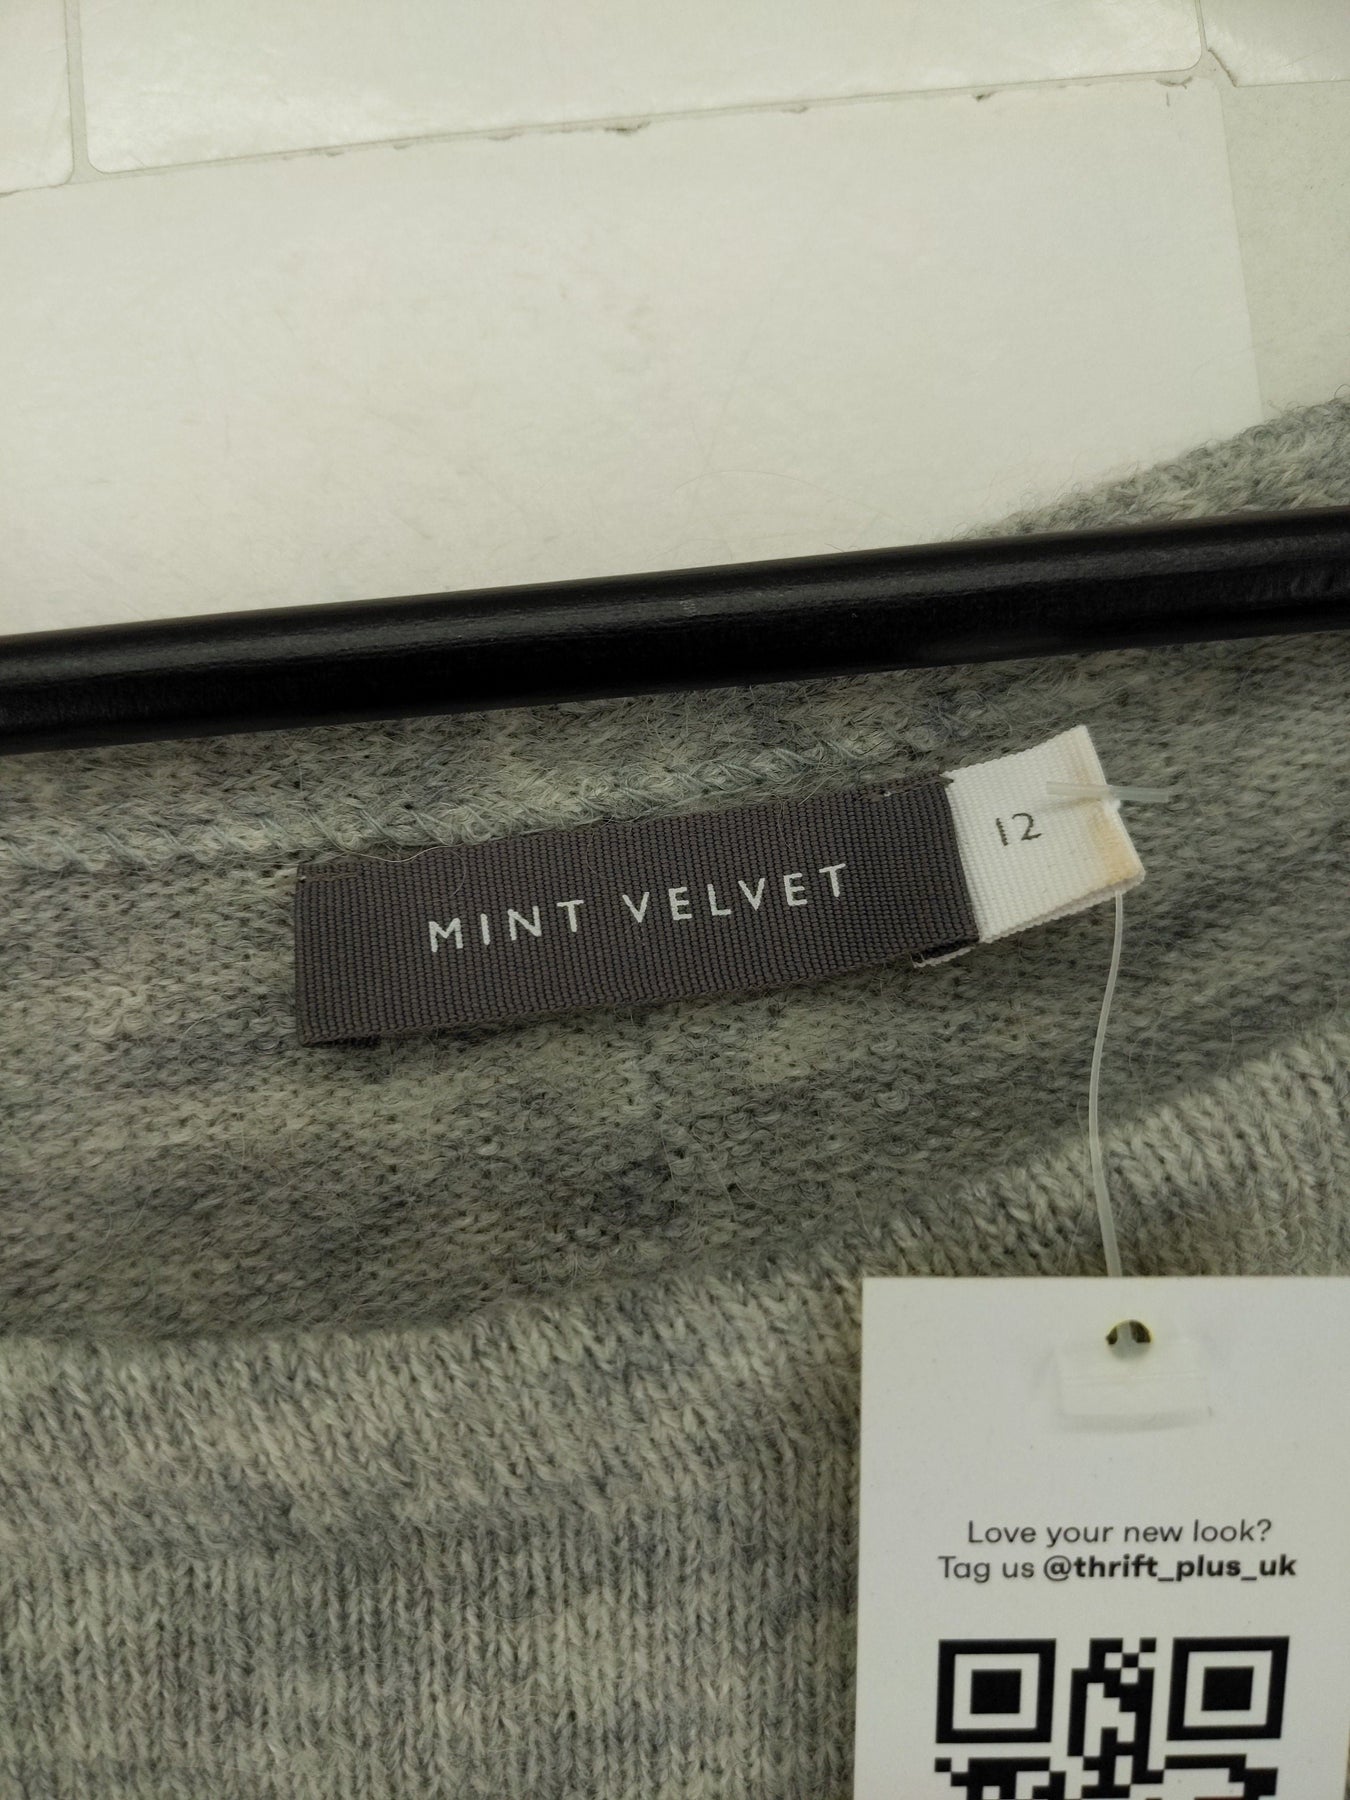 MINT VELVET
12
Love your new look?
Tag us @thrift_plus_uk